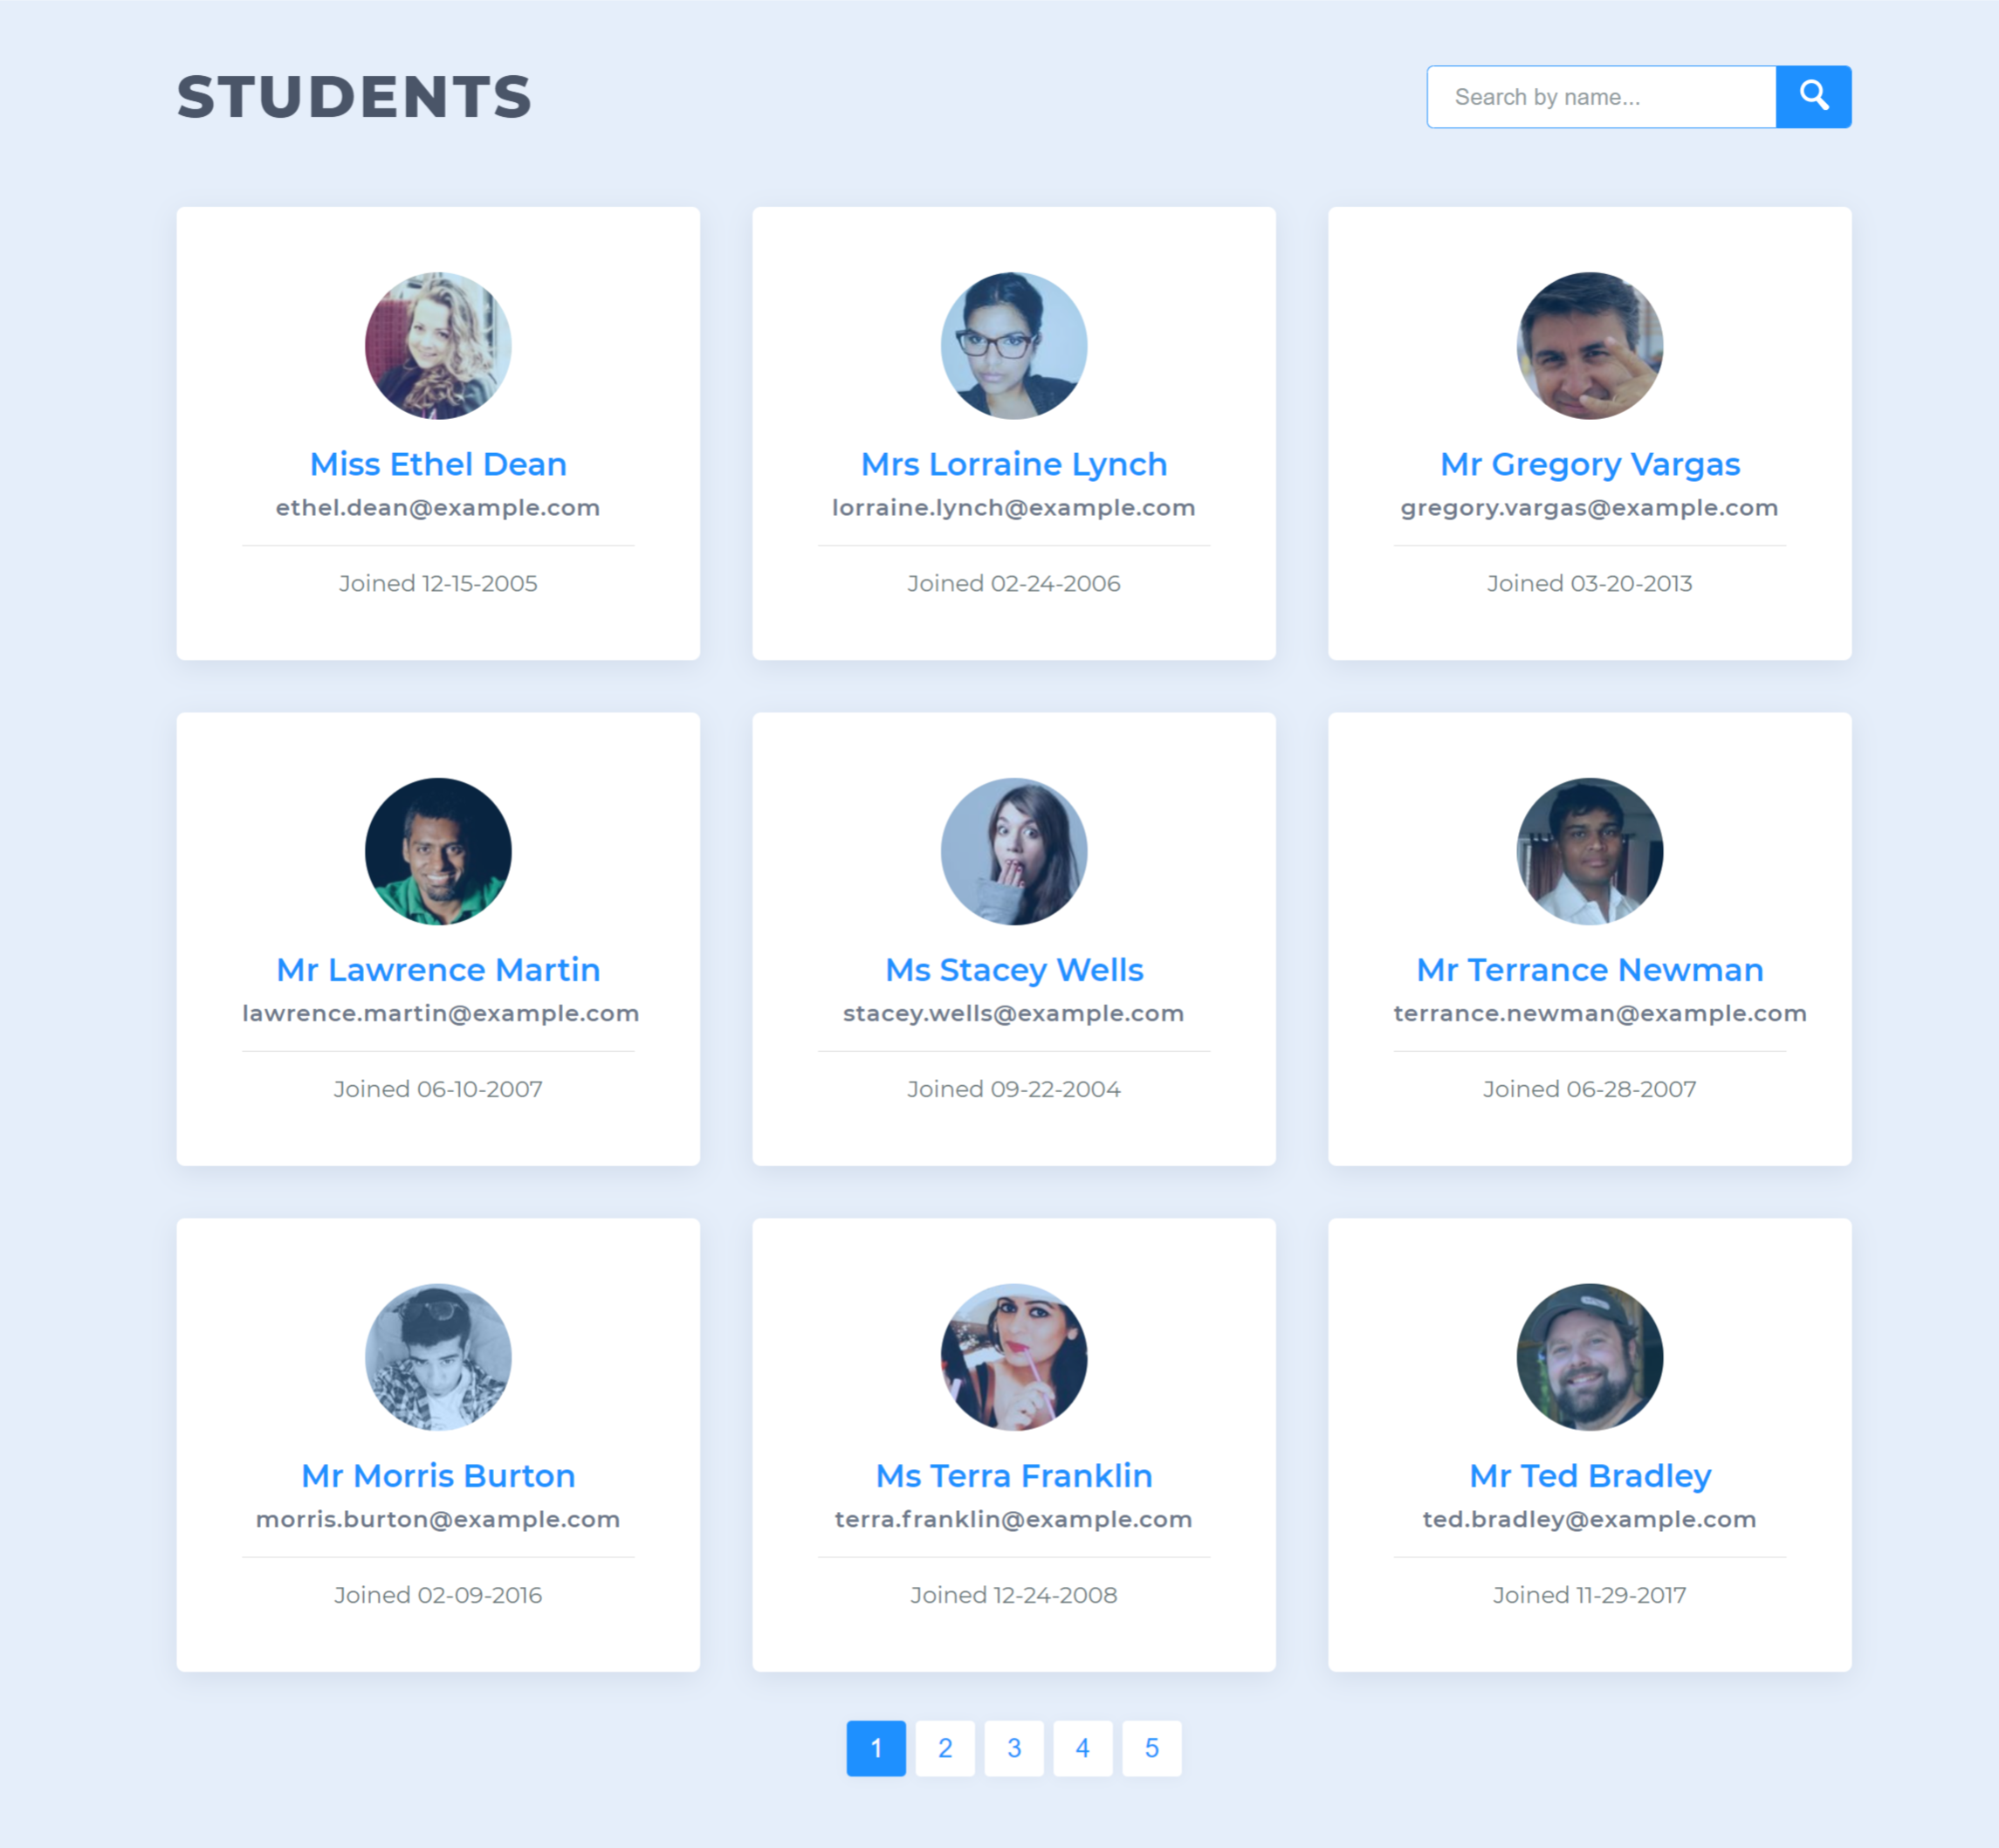 STUDENTS
Search by name...
Miss Ethel Dean
ethel.dean@example.com
Joined 12-15-2005
Mrs Lorraine Lynch
lorraine.lynch@example.com
Joined 02-24-2006
Mr Gregory Vargas
gregory.vargas@example.com
Joined 03-20-2013
Mr Lawrence Martin
lawrence.martin@example.com
Joined 06-10-2007
Ms Stacey Wells
stacey.wells@example.com
Joined 09-22-2004
Mr Terrance Newman
terrance.newman@example.com
Joined 06-28-2007
Mr Morris Burton
morris.burton@example.com
Joined 02-09-2016
Ms Terra Franklin
terra.franklin@example.com
Joined 12-24-2008
Mr Ted Bradley
ted.bradley@example.com
Joined 11-29-2017
1 2 3 4 5